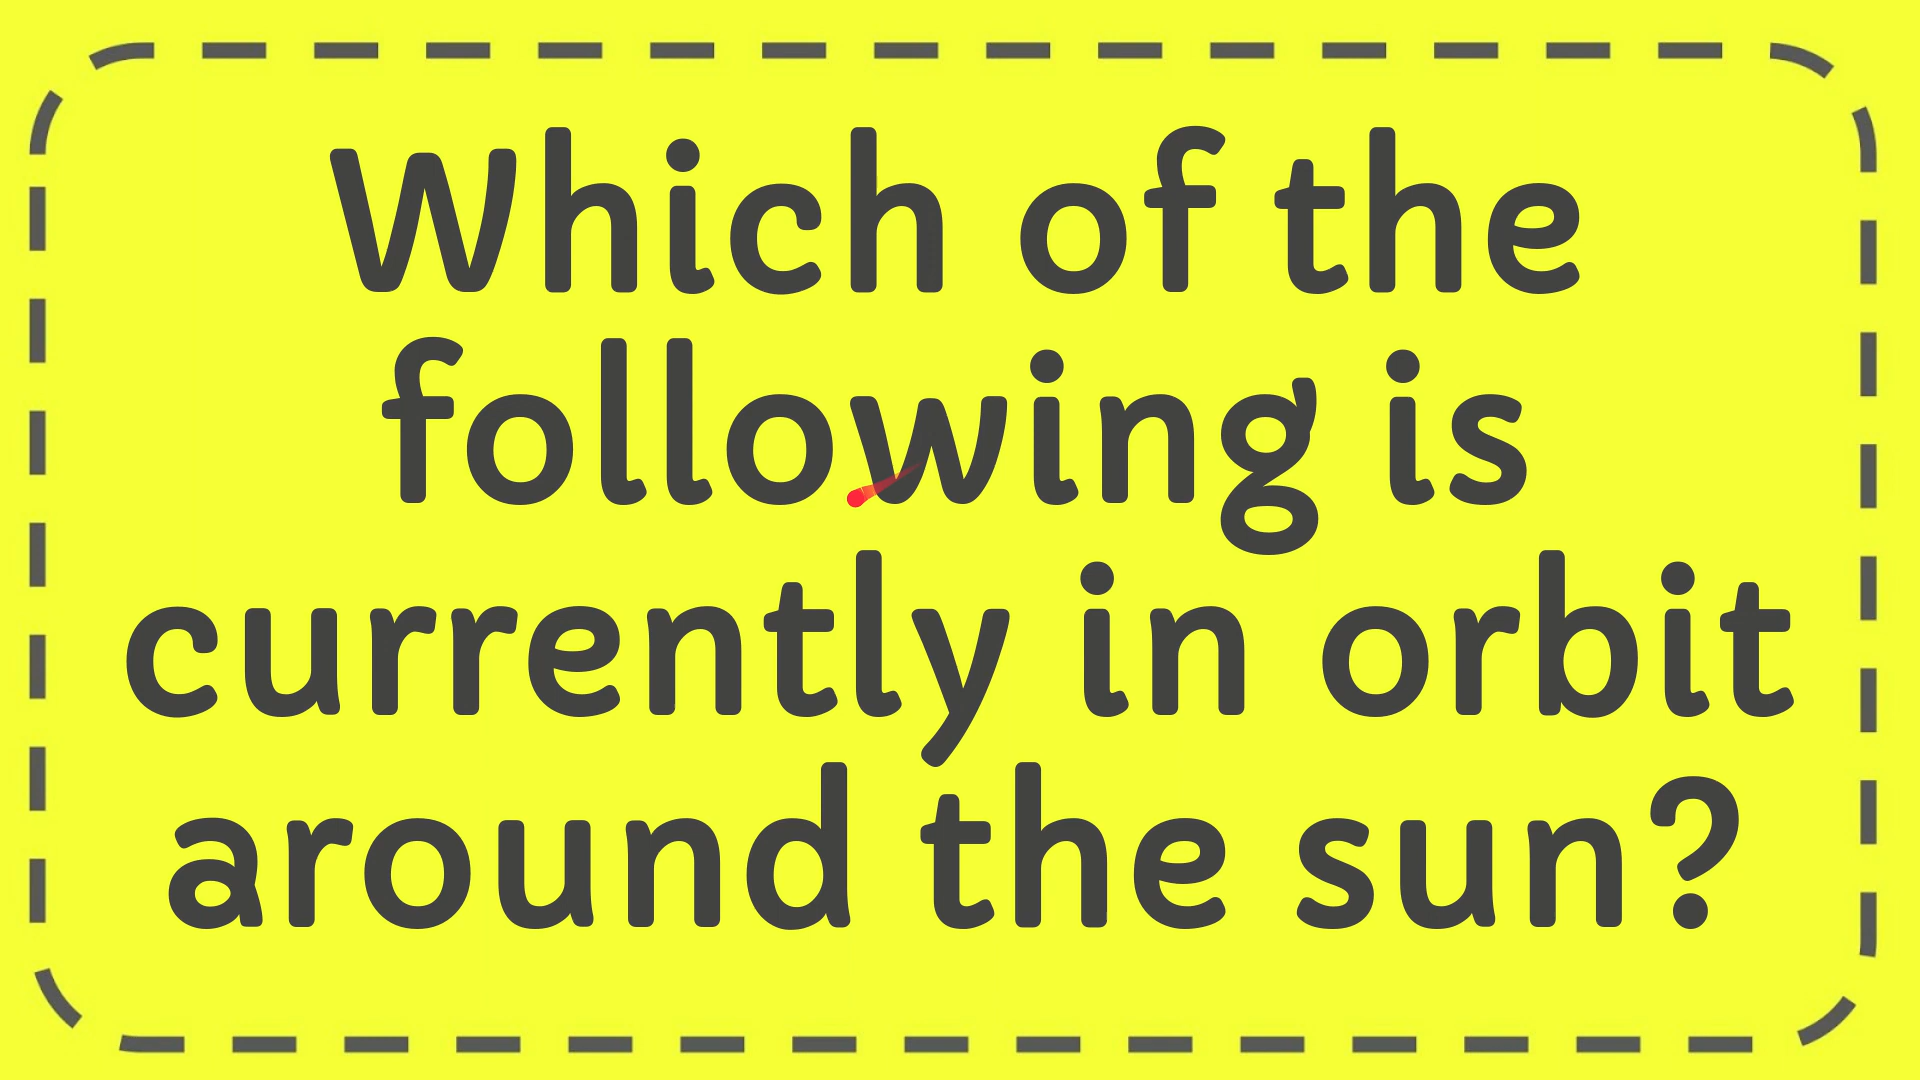 Which of the
following is
currently in orbit
around the sun?